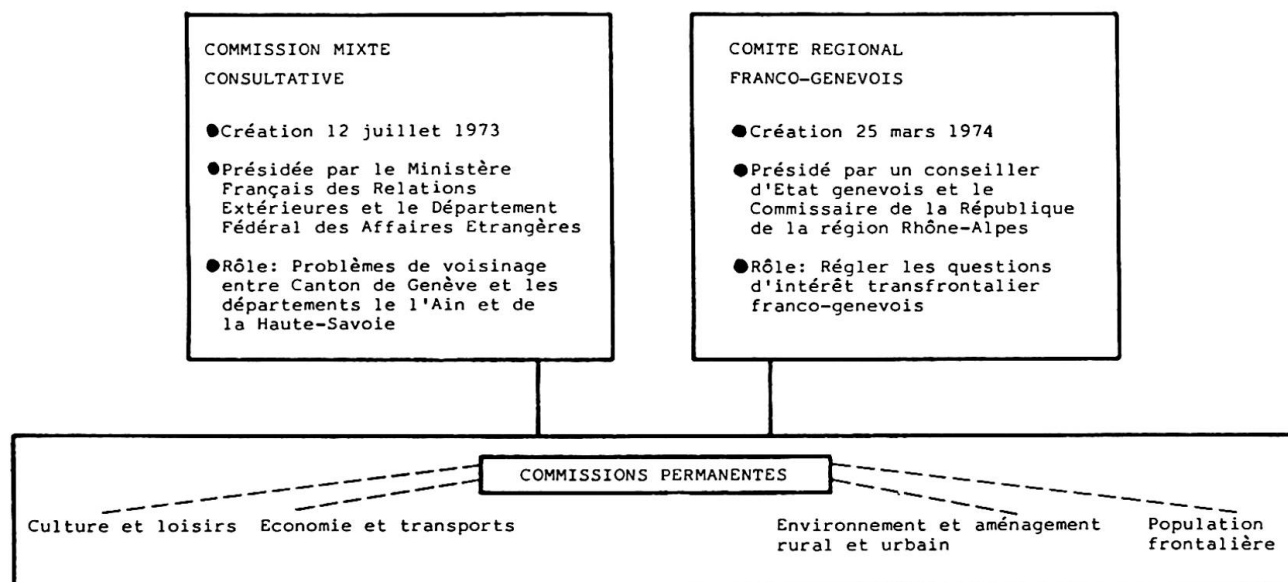 COMMISSION MIXTE
CONSULTATIVE
●Création 12 juillet 1973
●Présidée par le Ministère
Français des Relations
Extérieures et le Département
Fédéral des Affaires Etrangères
●Rôle: Problèmes de voisinage
entre Canton de Genève et les
départements le l'Ain et de
la Haute-Savoie
COMITE REGIONAL
FRANCO-GENEVOIS
●Création 25 mars 1974
●Présidé par un conseiller
d'Etat genevois et le
Commissaire de la République
de la région Rhône-Alpes
●Rôle: Régler les questions
d'intérêt transfrontalier
franco-genevois
COMMISSIONS PERMANENTES
Culture et loisirs
Economie et transports
Environnement et aménagement
rural et urbain
Population
frontalière